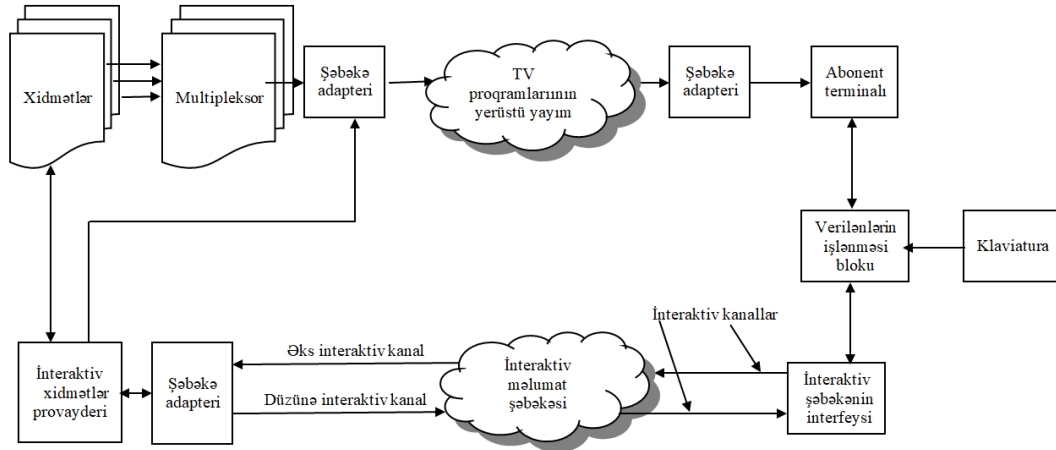 Xidmətlər
Multipleksor
Şəbəkə
adapteri
TV
proqramlarıının
yerüstü yayım
Şəbəkə
adapteri
Abonent
terminalı
Verilənlərin
işlənməsi
bloku
Klaviatura
İnteraktiv kanallar
İnteraktiv
xidmətlər
provayderi
Şəbəkə
adapteri
Əks interaktiv kanal
Düzünə interaktiv kanal
İnteraktiv
məlumat
şəbəkəsi
İnteraktiv
şəbəkənin
interfeysi